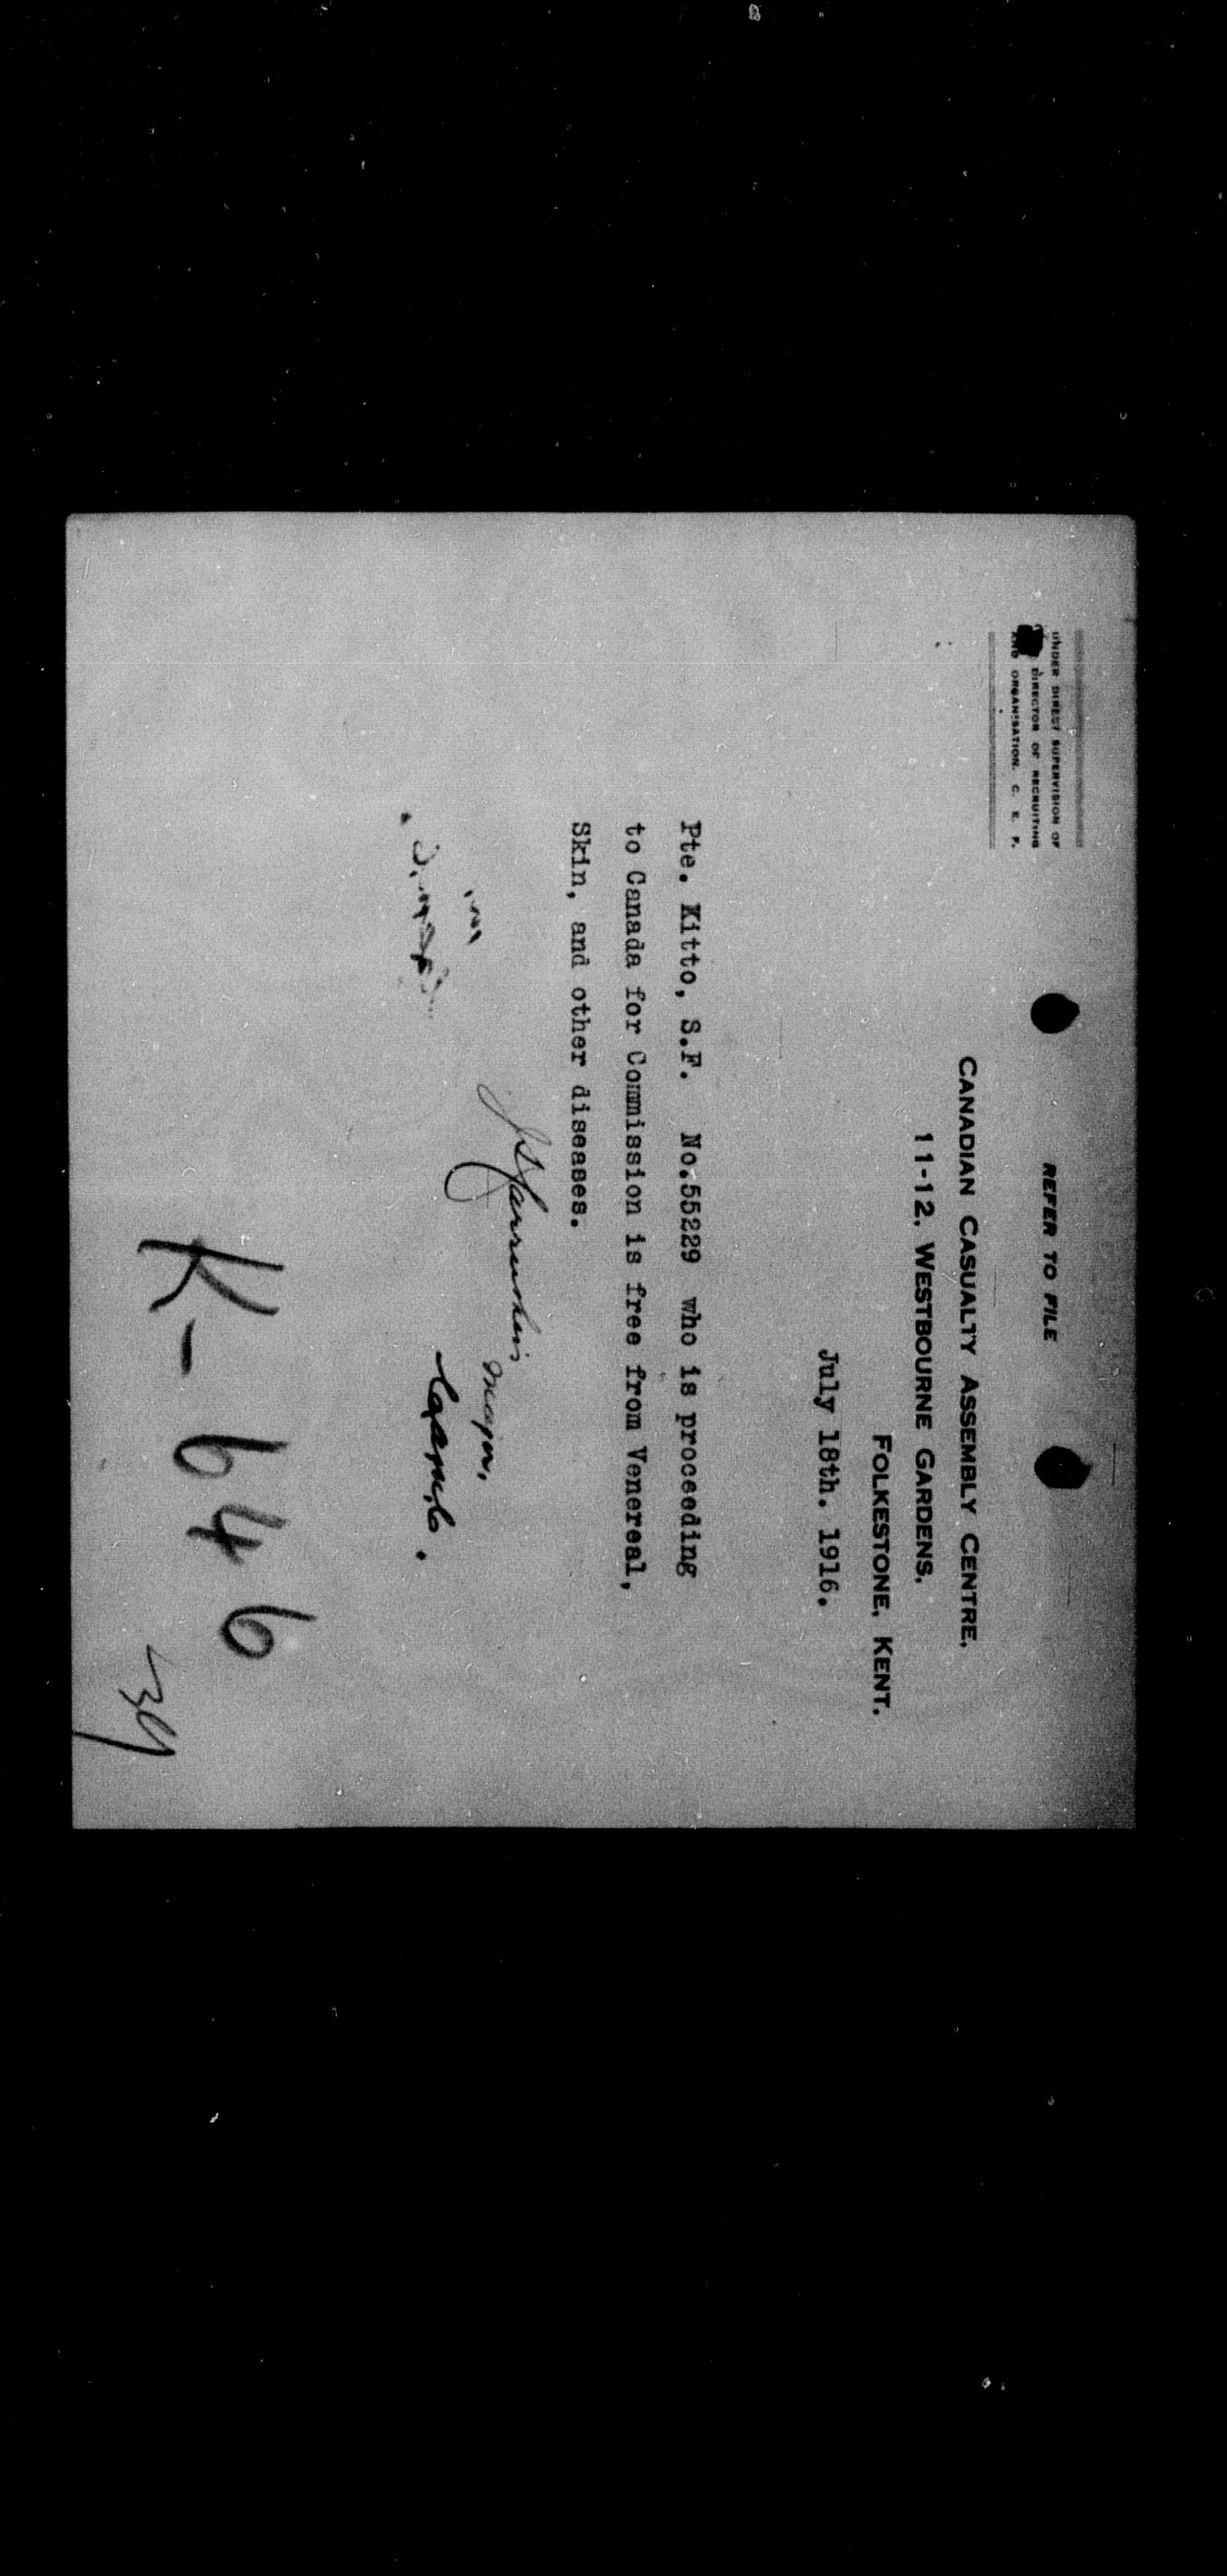 UNDER DIRECT SUPERVISION OF
DIRECTOR OF RECRUITING
AND ORGANISATION. C. E. F.
REFER TO FILE
CANADIAN CASUALTY ASSEMBLY CENTRE,
11-12, WESTBOURNE GARDENS,
FOLKESTONE, KENT.
July 18th. 1916.
Pte. Kitto, S.F. No.55229 who is proceeding
to Canada for Commission is free from Venereal,
Skin, and other diseases.
Major,
K-646
39